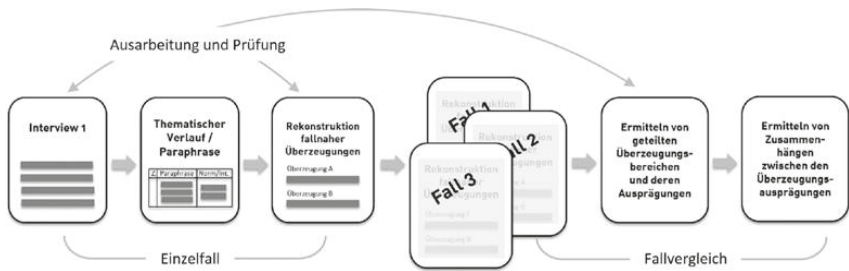 Ausarbeitung und Prüfung
Interview 1
Thematischer
Verlauf /
Paraphrase
Z Paraphrase Norm/Int.
Rekonstruktion
fallnaher
Überzeugungen
Überzeugung A
Überzeugung B
Rekonstruktion
Fall 1
Fall 2
Rekonstruktion
fallnaher
Überzeugungen
Fall 3
Ermitteln von
geteilten
Überzeugungs-
bereichen
und deren
Ausprägungen
Ermitteln von
Zusammen-
hängen
zwischen den
Überzeugungs-
ausprägungen
Einzelfall
Fallvergleich